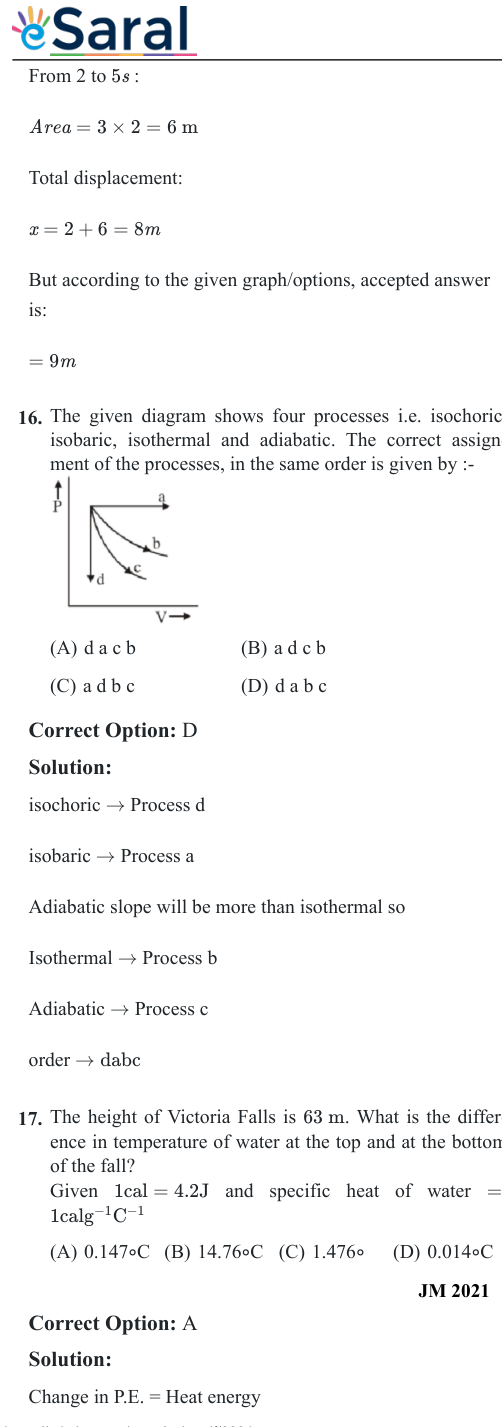 eSaral
From 2 to 5s :
Area = 3 × 2 = 6 m
Total displacement:
x = 2 + 6 = 8m
But according to the given graph/options, accepted answer
is:
= 9m
16. The given diagram shows four processes i.e. isochoric,
isobaric, isothermal and adiabatic. The correct assign-
ment of the processes, in the same order is given by :-
P
a
b
c
d
V
(A) d a c b (B) a d c b
(C) a d b c (D) d a b c
Correct Option: D
Solution:
isochoric → Process d
isobaric → Process a
Adiabatic slope will be more than isothermal so
Isothermal → Process b
Adiabatic → Process c
order → dabc
17. The height of Victoria Falls is 63 m. What is the differ-
ence in temperature of water at the top and at the bottom
of the fall?
Given 1cal = 4.2J and specific heat of water =
1calg⁻¹C⁻¹
(A) 0.147∘C (B) 14.76∘C (C) 1.476∘ (D) 0.014∘C
JM 2021
Correct Option: A
Solution:
Change in P.E. = Heat energy